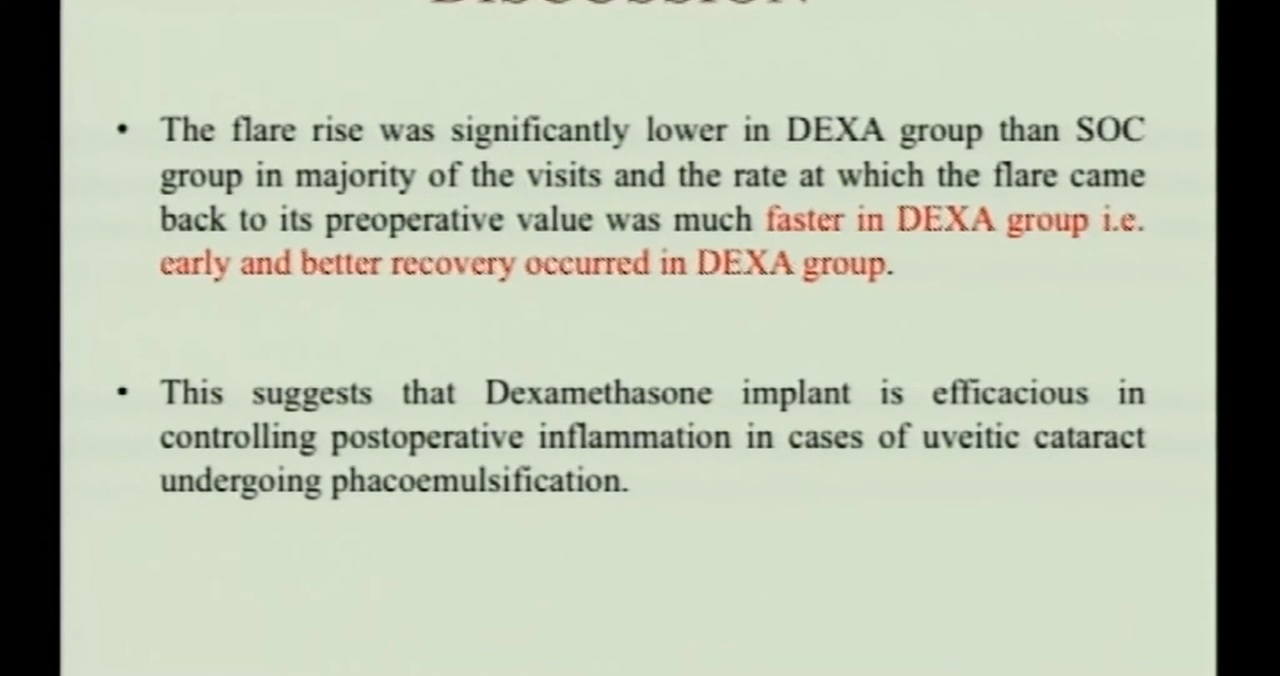 DISCUSSION
• The flare rise was significantly lower in DEXA group than SOC
group in majority of the visits and the rate at which the flare came
back to its preoperative value was much faster in DEXA group i.e.
early and better recovery occurred in DEXA group.
• This suggests that Dexamethasone implant is efficacious in
controlling postoperative inflammation in cases of uveitic cataract
undergoing phacoemulsification.